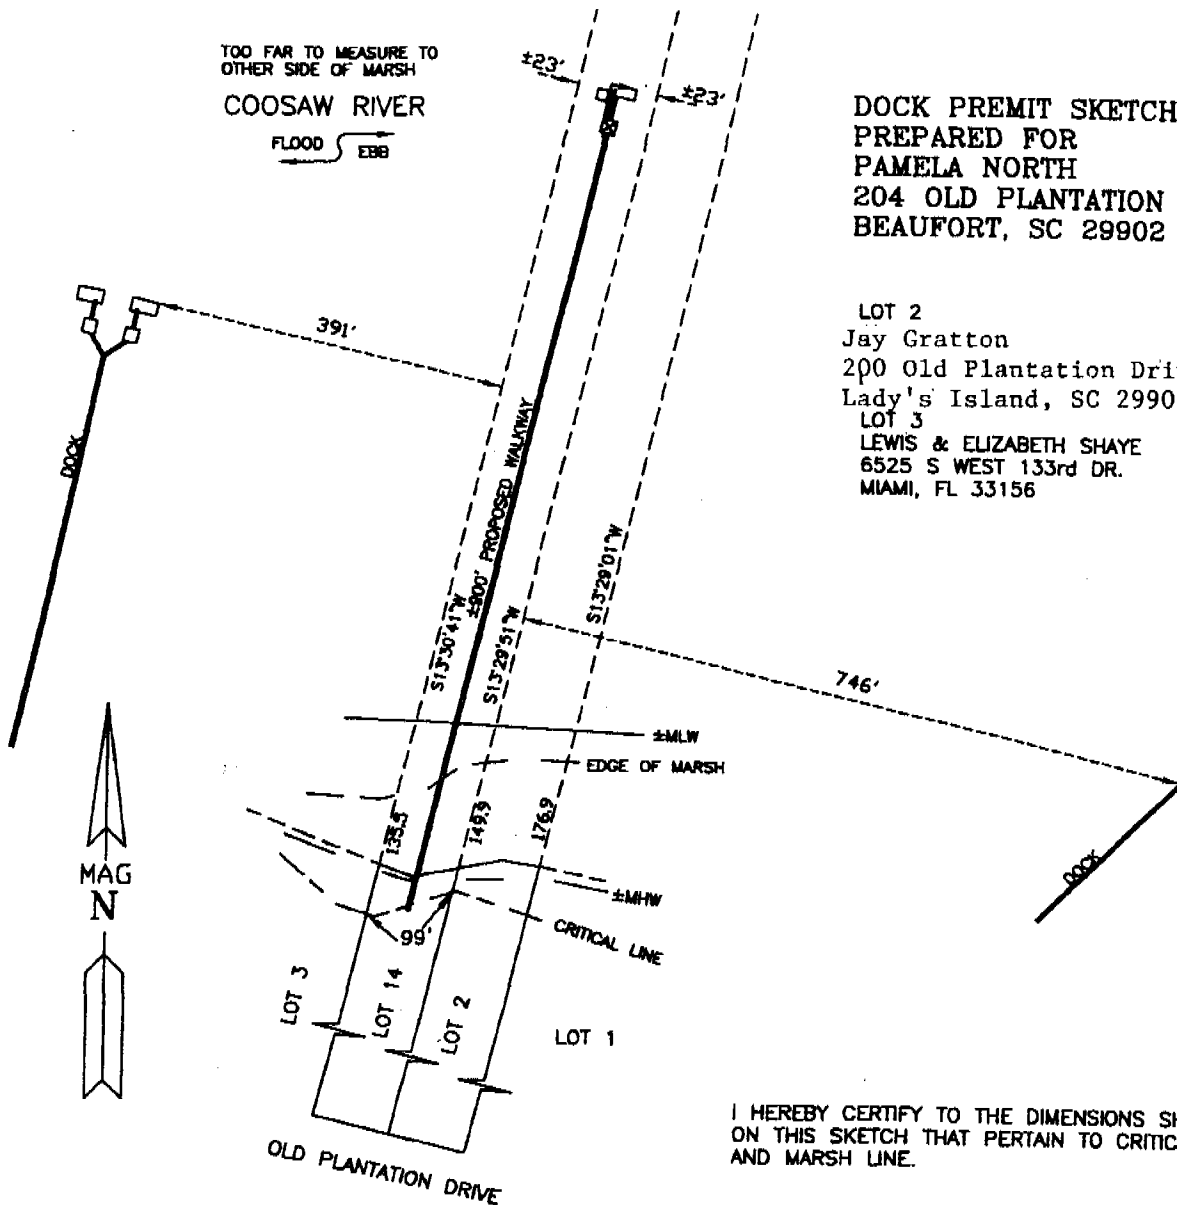 TOO FAR TO MEASURE TO
OTHER SIDE OF MARSH
COOSAW RIVER
FLOOD
EBB
±23'
±23'
DOCK PREMIT SKETCH
PREPARED FOR
PAMELA NORTH
204 OLD PLANTATION
BEAUFORT, SC 29902
LOT 2
Jay Gratton
200 Old Plantation Dri
Lady's Island, SC 2990
LOT 3
LEWIS & ELIZABETH SHAYE
6525 S WEST 133rd DR.
MIAMI, FL 33156
391'
DOCK
±900' PROPOSED WALKWAY
S13°30'41"W
S13°29'51"W
S13°29'01"W
746'
±MLW
EDGE OF MARSH
135.5
149.9
176.9
DOCK
±MHW
CRITICAL LINE
99'
MAG
N
LOT 3
LOT 14
LOT 2
LOT 1
OLD PLANTATION DRIVE
I HEREBY CERTIFY TO THE DIMENSIONS SH
ON THIS SKETCH THAT PERTAIN TO CRITIC
AND MARSH LINE.